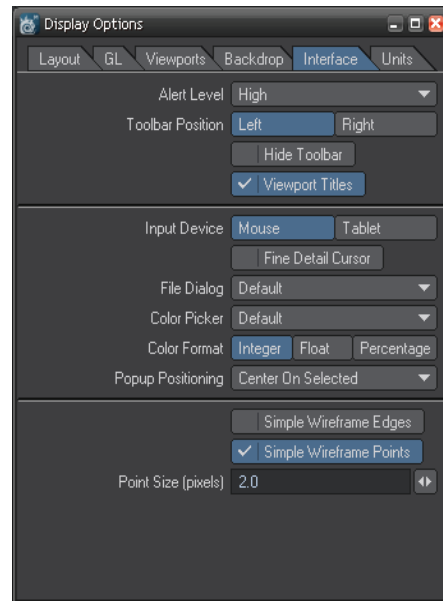 Display Options
Layout GL Viewports Backdrop Interface Units
Alert Level High
Toolbar Position Left Right
Hide Toolbar
Viewport Titles
Input Device Mouse Tablet
Fine Detail Cursor
File Dialog Default
Color Picker Default
Color Format Integer Float Percentage
Popup Positioning Center On Selected
Simple Wireframe Edges
Simple Wireframe Points
Point Size (pixels) 2.0